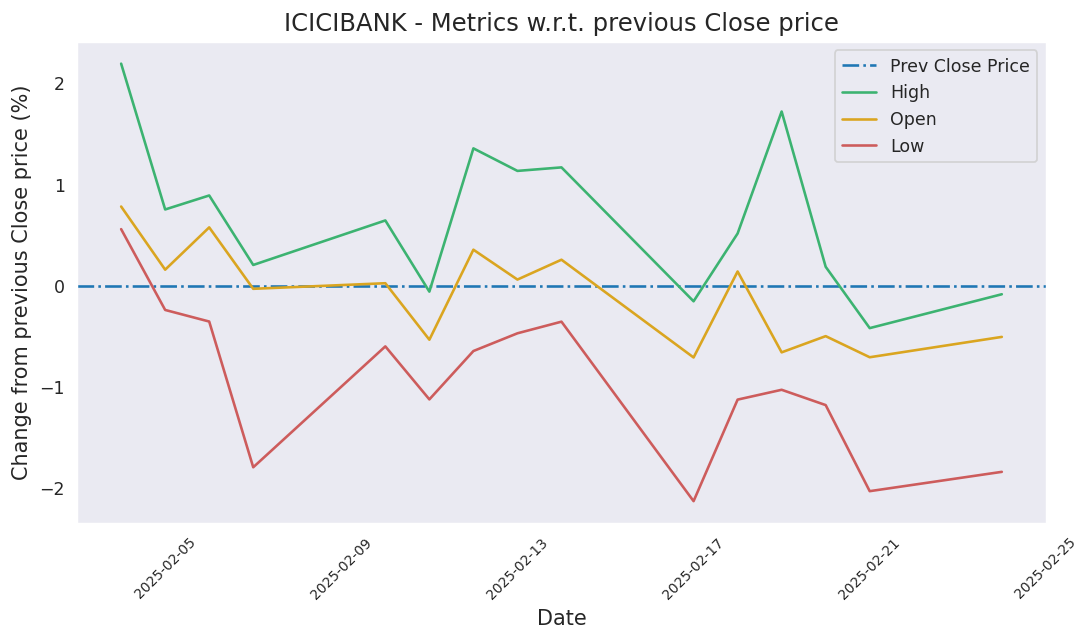 ICICIBANK - Metrics w.r.t. previous Close price
Change from previous Close price (%)
2
1
0
−1
−2
Prev Close Price
High
Open
Low
2025-02-05
2025-02-09
2025-02-13
2025-02-17
2025-02-21
2025-02-25
Date